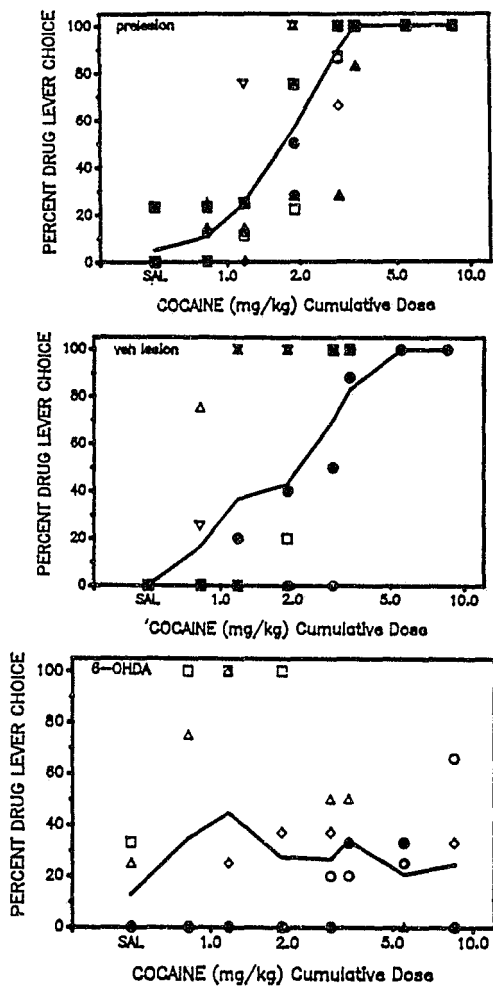 prelesion
PERCENT DRUG LEVER CHOICE
100
80
60
40
20
0
SAL 1.0 2.0 5.0 10.0
COCAINE (mg/kg) Cumulative Dose
veh lesion
PERCENT DRUG LEVER CHOICE
100
80
60
40
20
0
SAL 1.0 2.0 5.0 10.0
COCAINE (mg/kg) Cumulative Dose
6-OHDA
PERCENT DRUG LEVER CHOICE
100
80
60
40
20
0
SAL 1.0 2.0 5.0 10.0
COCAINE (mg/kg) Cumulative Dose